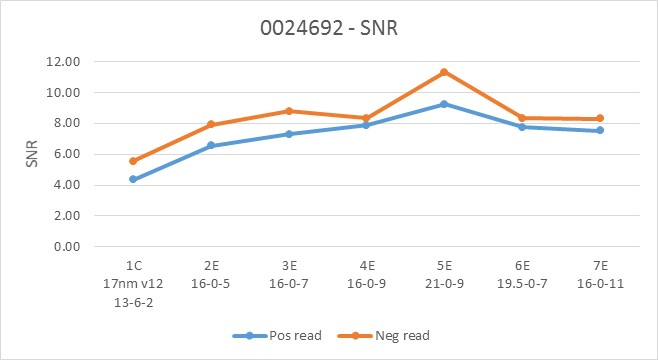 0024692 - SNR
12.00
10.00
8.00
6.00
4.00
2.00
0.00
SNR
1C 2E 3E 4E 5E 6E 7E
17nm v12 16-0-5 16-0-7 16-0-9 21-0-9 19.5-0-7 16-0-11
13-6-2
Pos read Neg read